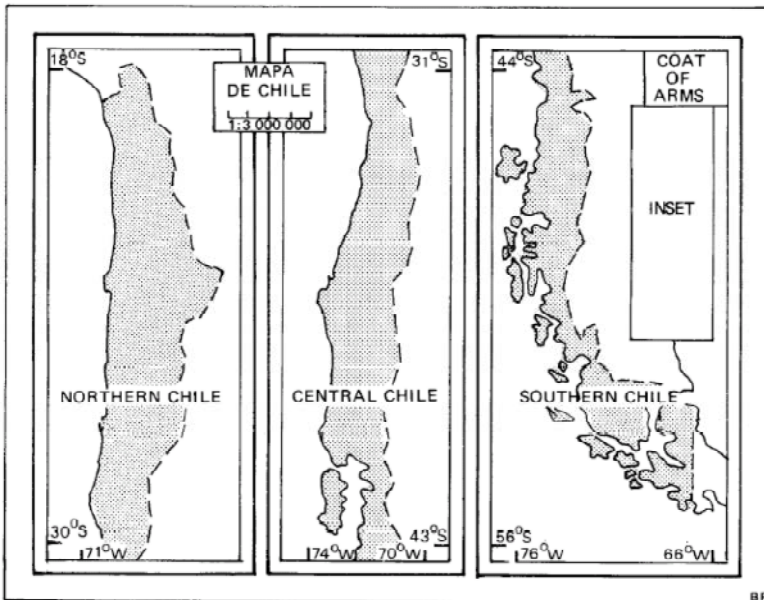 18°S
MAPA
DE CHILE
1:3 000 000
NORTHERN CHILE
30°S
71°W
31°S
CENTRAL CHILE
74°W
70°W
43°S
44°S
COAT
OF
ARMS
INSET
SOUTHERN CHILE
56°S
76°W
66°W